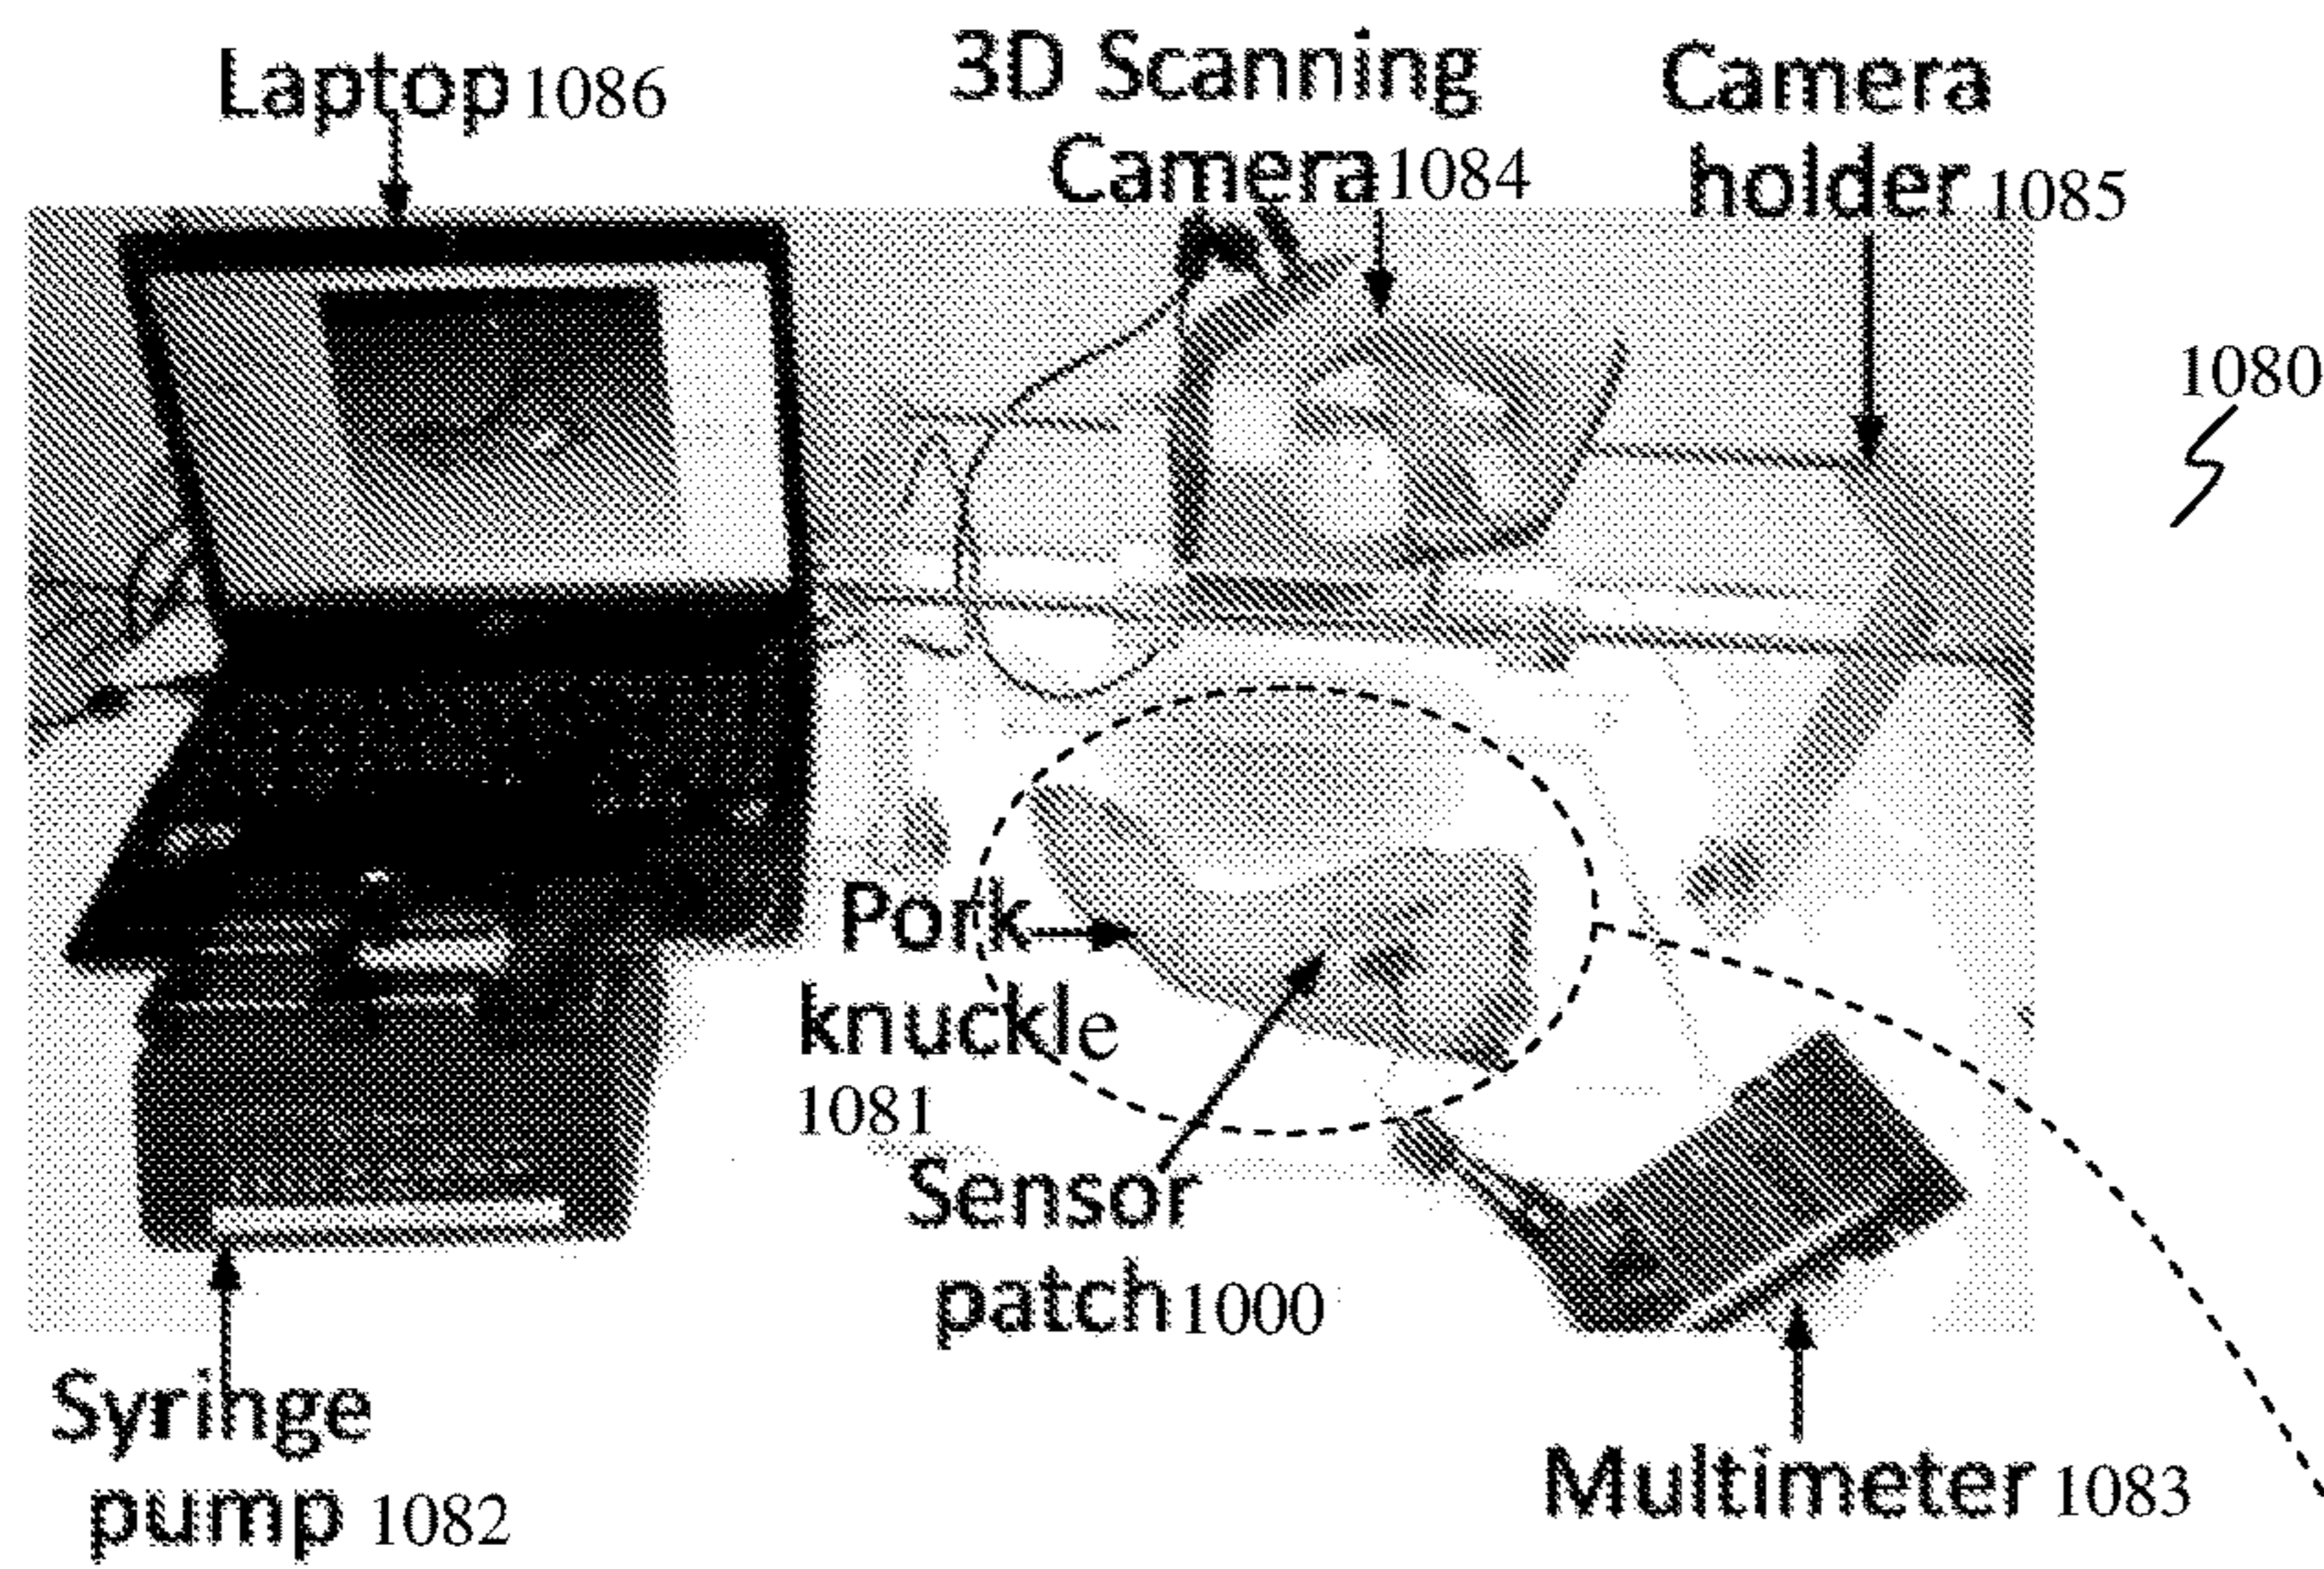 Laptop 1086
3D Scanning
Camera 1084
Camera
holder 1085
1080
Pork
knuckle
1081
Sensor
patch 1000
Syringe
pump 1082
Multimeter 1083